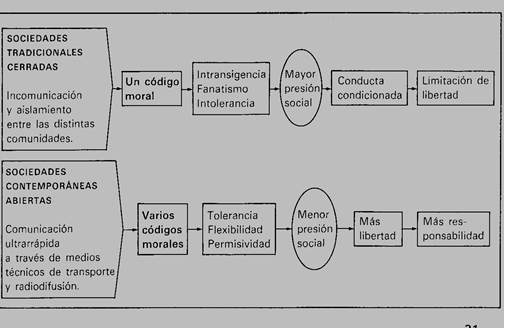 SOCIEDADES
TRADICIONALES
CERRADAS
Incomunicación
y aislamiento
entre las distintas
comunidades.
Un código
moral
Intransigencia
Fanatismo
Intolerancia
Mayor
presión
social
Conducta
condicionada
Limitación de
libertad
SOCIEDADES
CONTEMPORÁNEAS
ABIERTAS
Comunicación
ultrarrápida
a través de medios
técnicos de transporte
y radiodifusión.
Varios
códigos
morales
Tolerancia
Flexibilidad
Permisividad
Menor
presión
social
Más
libertad
Más res-
ponsabilidad